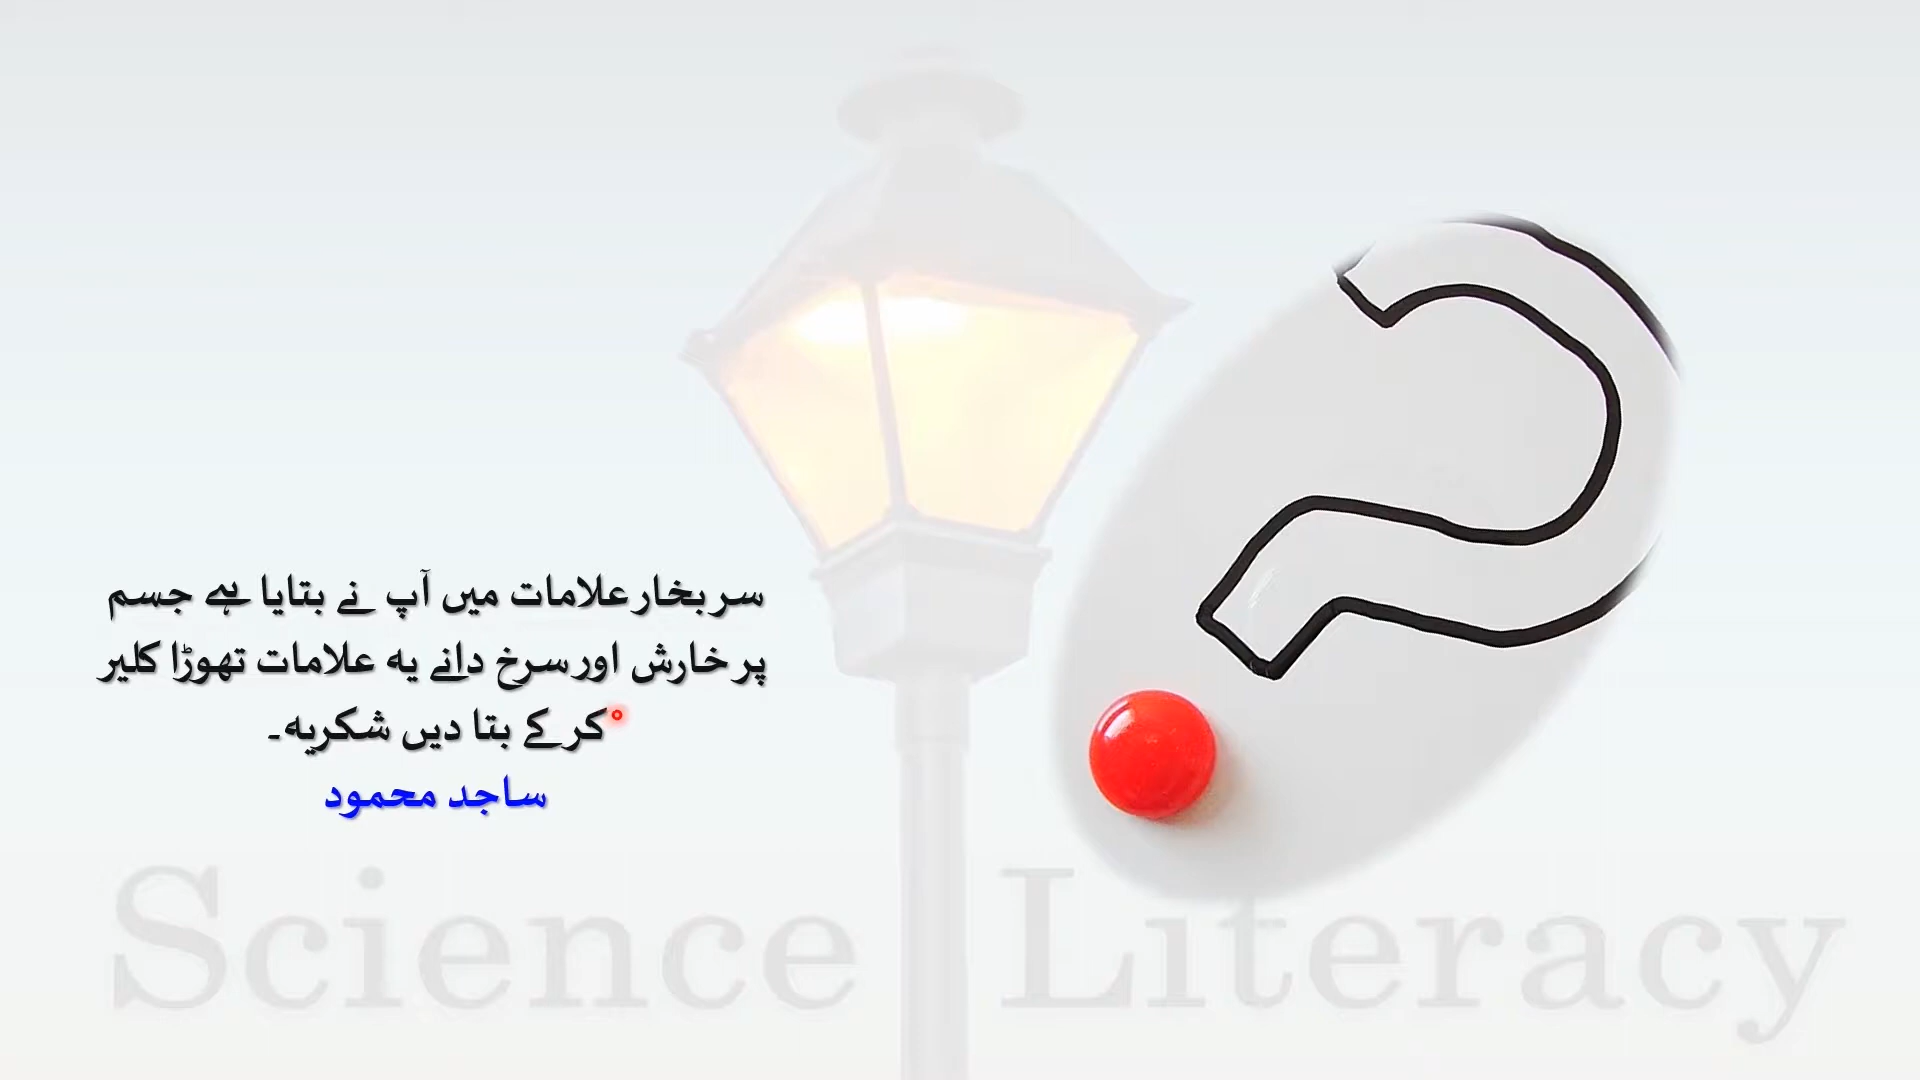 سر بخار علامات میں آپ نے بتایا ہے جسم
پر خارش اور سرخ دانے یہ علامات تھوڑا کلیر
کر کے بتا دیں شکریہ۔
ساجد محمود
Science Literacy